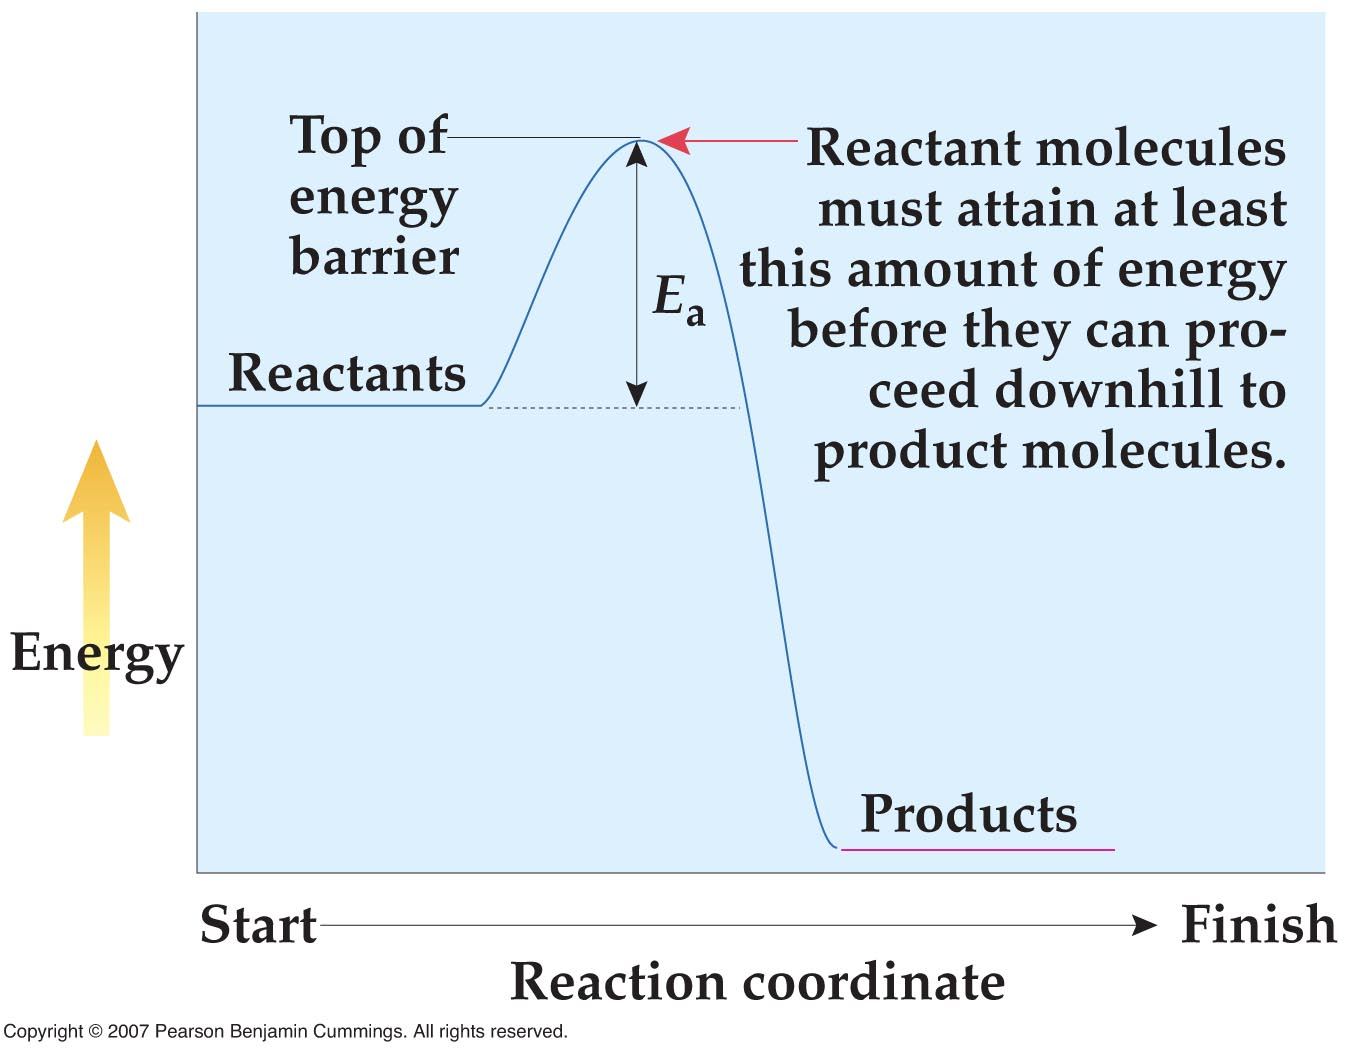 Top of
energy
barrier
Reactant molecules
must attain at least
this amount of energy
before they can pro-
ceed downhill to
product molecules.
Ea
Reactants
Energy
Products
Start
Finish
Reaction coordinate
Copyright © 2007 Pearson Benjamin Cummings. All rights reserved.